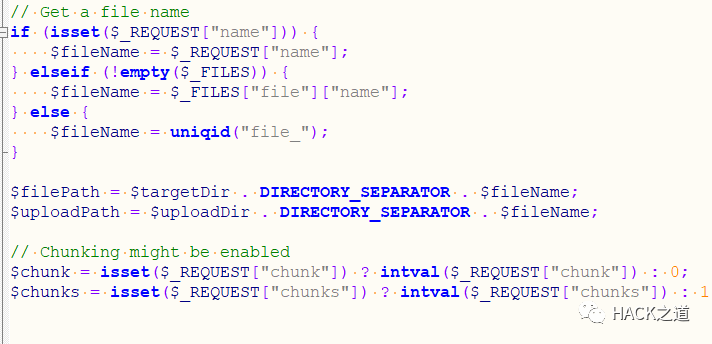 // Get a file name
if (isset($_REQUEST["name"])) {
    $fileName = $_REQUEST["name"];
} elseif (!empty($_FILES)) {
    $fileName = $_FILES["file"]["name"];
} else {
    $fileName = uniqid("file_");
}
$filePath = $targetDir . DIRECTORY_SEPARATOR . $fileName;
$uploadPath = $uploadDir . DIRECTORY_SEPARATOR . $fileName;
// Chunking might be enabled
$chunk = isset($_REQUEST["chunk"]) ? intval($_REQUEST["chunk"]) : 0;
$chunks = isset($_REQUEST["chunks"]) ? intval($_REQUEST["chunks"]) : 1
HACK之道